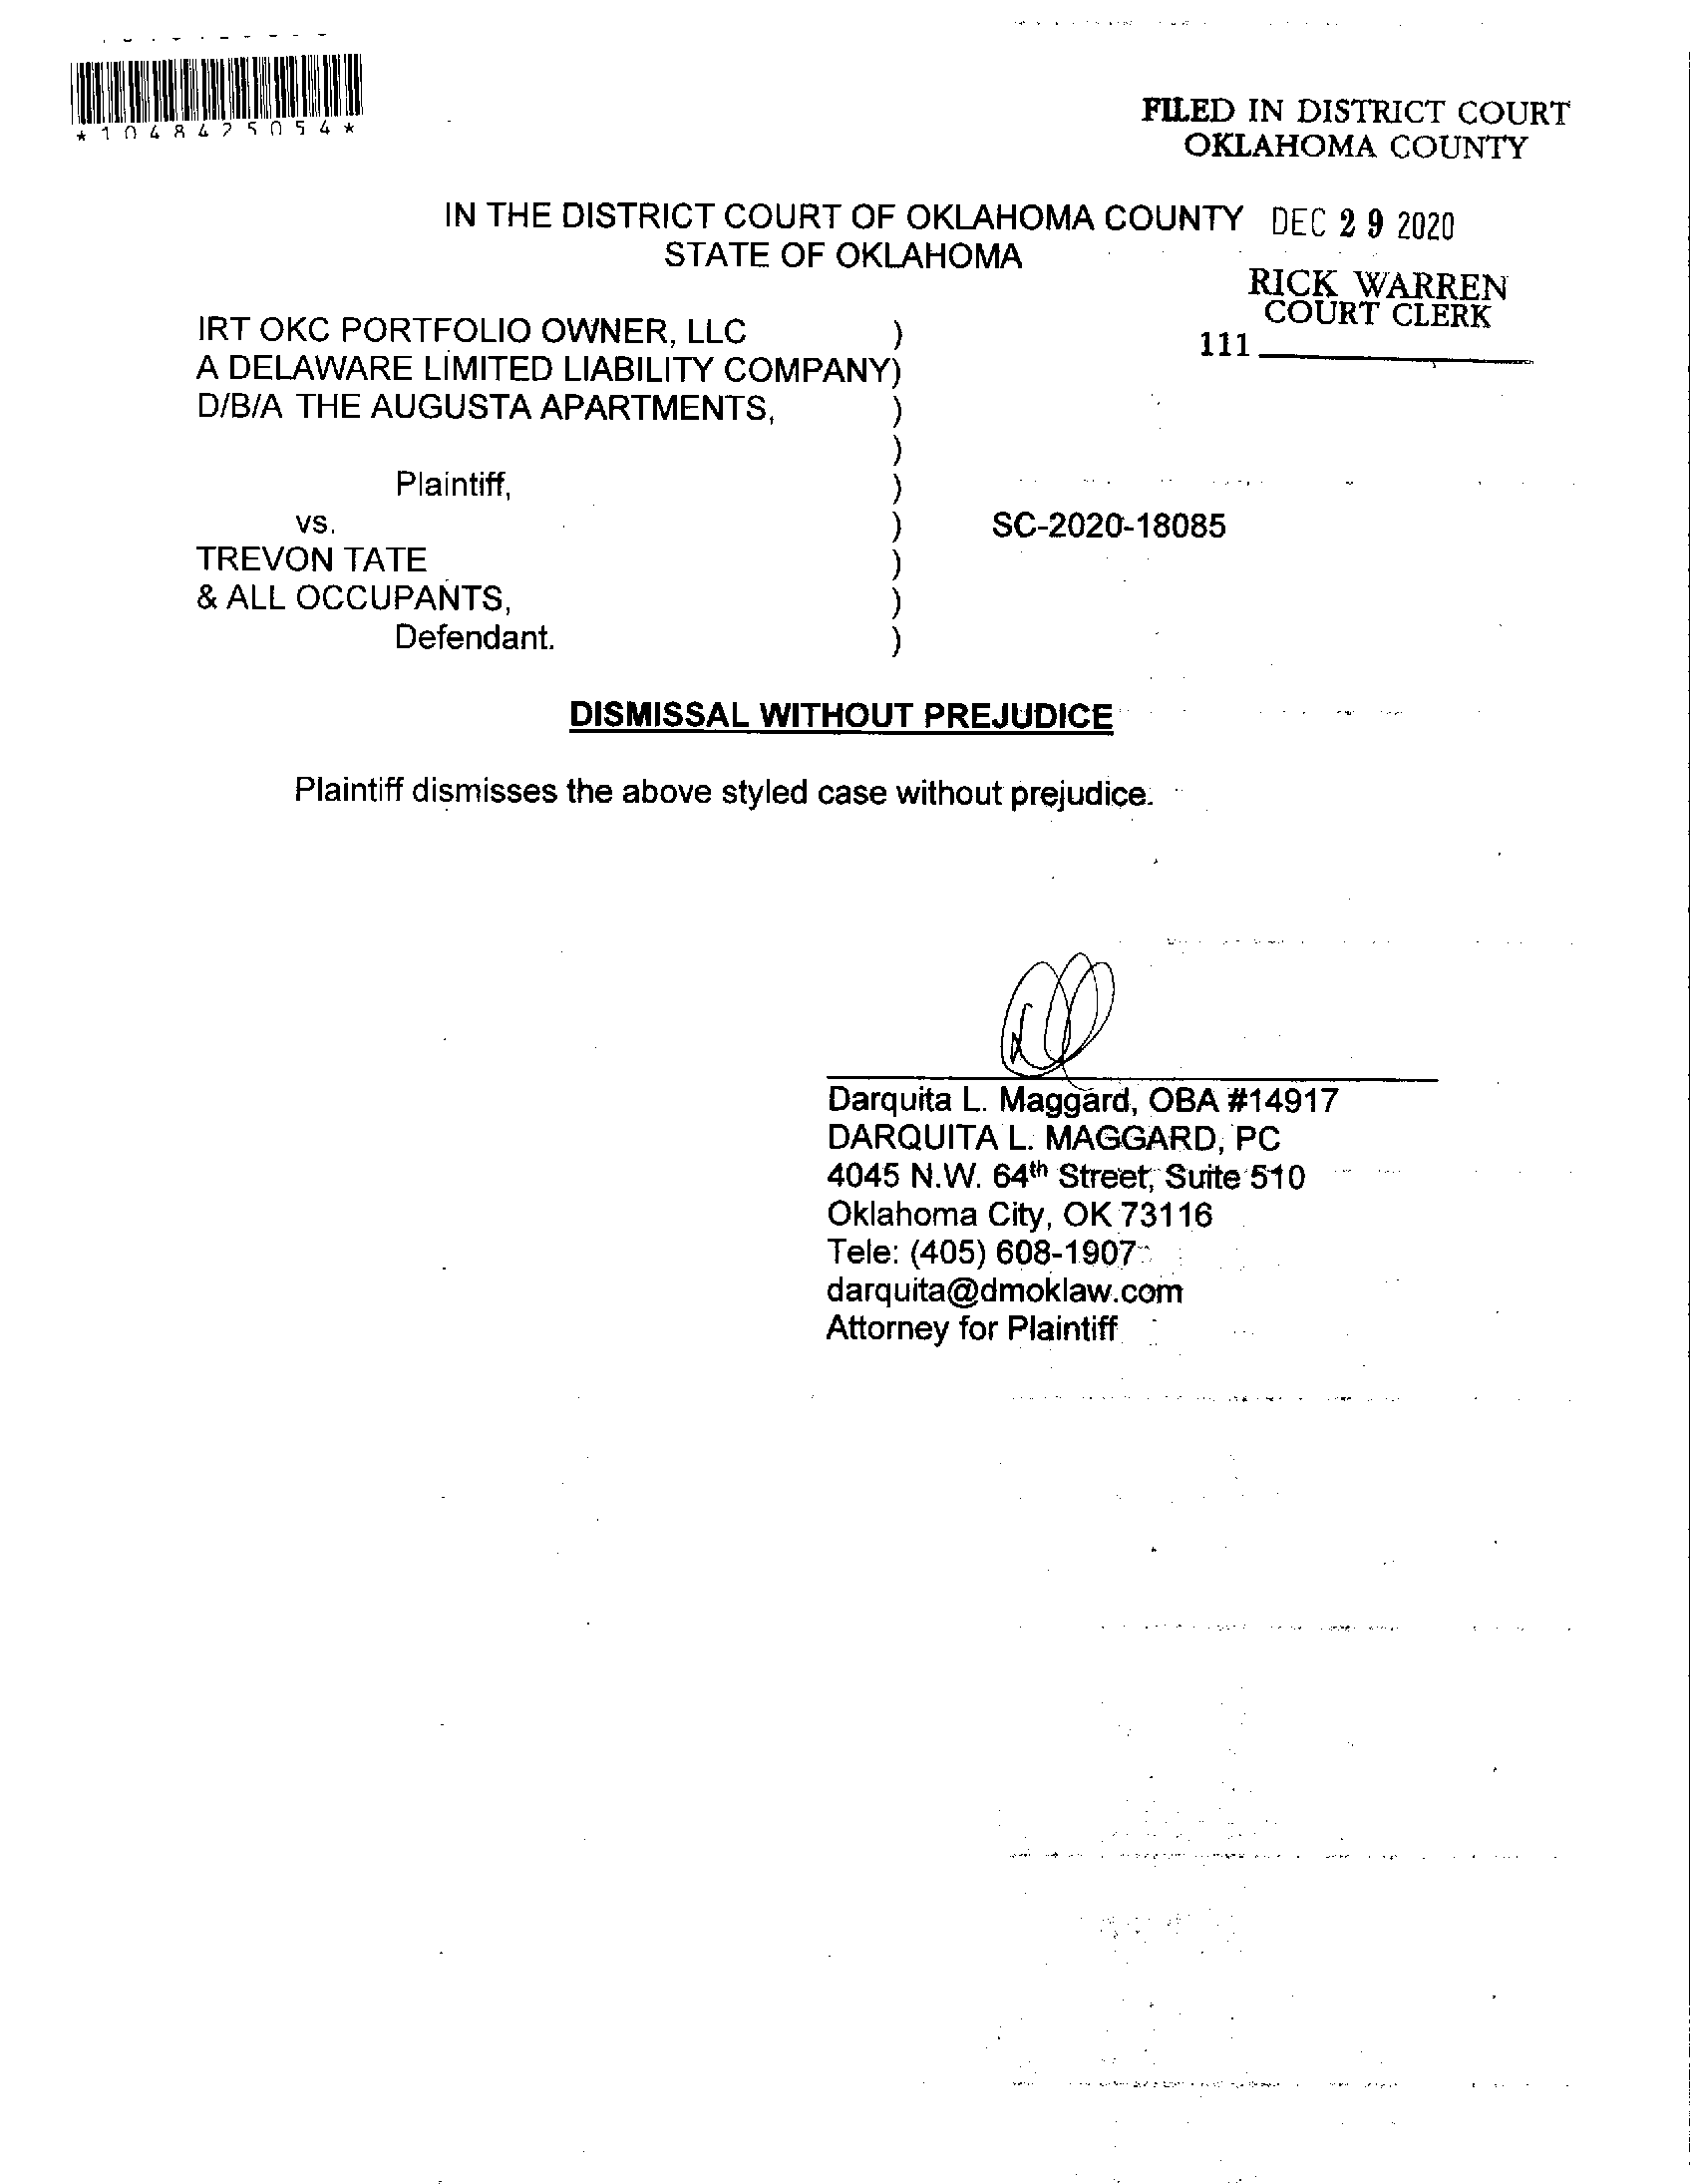 *1048425054*
FILED IN DISTRICT COURT
OKLAHOMA COUNTY
IN THE DISTRICT COURT OF OKLAHOMA COUNTY DEC 29 2020
STATE OF OKLAHOMA
RICK WARREN
COURT CLERK
111
IRT OKC PORTFOLIO OWNER, LLC )
A DELAWARE LIMITED LIABILITY COMPANY)
D/B/A THE AUGUSTA APARTMENTS, )
)
Plaintiff, )
vs. ) SC-2020-18085
TREVON TATE )
& ALL OCCUPANTS, )
Defendant. )
DISMISSAL WITHOUT PREJUDICE
Plaintiff dismisses the above styled case without prejudice.
Darquita L. Maggard, OBA #14917
DARQUITA L. MAGGARD, PC
4045 N.W. 64th Street, Suite 510
Oklahoma City, OK 73116
Tele: (405) 608-1907
darquita@dmoklaw.com
Attorney for Plaintiff